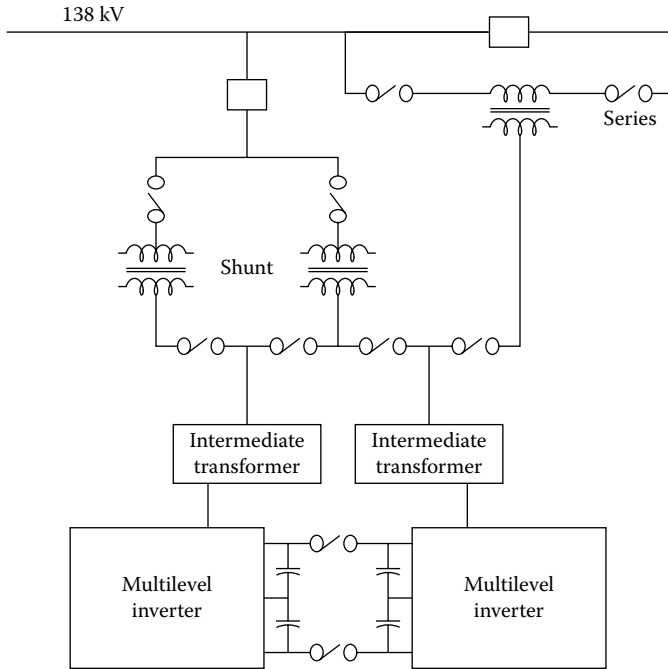 138 kV
Series
Shunt
Intermediate
transformer
Intermediate
transformer
Multilevel
inverter
Multilevel
inverter